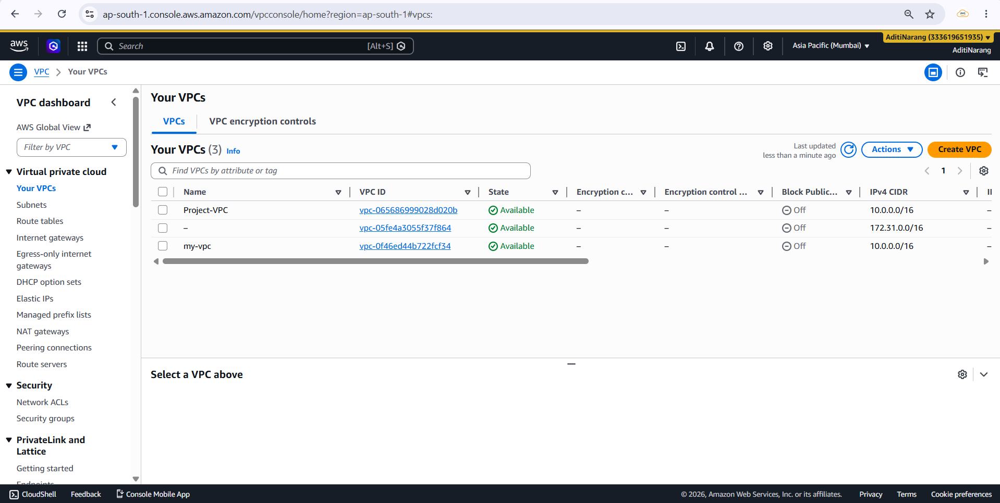 ap-south-1.console.aws.amazon.com/vpcconsole/home?region=ap-south-1#vpcs:
aws
Search [Alt+S]
Asia Pacific (Mumbai)
AditiNarang (333619651935)
AditiNarang
VPC > Your VPCs
VPC dashboard
AWS Global View
Filter by VPC
Virtual private cloud
Your VPCs
Subnets
Route tables
Internet gateways
Egress-only internet
gateways
DHCP option sets
Elastic IPs
Managed prefix lists
NAT gateways
Peering connections
Route servers
Security
Network ACLs
Security groups
PrivateLink and
Lattice
Getting started
Your VPCs
VPCs VPC encryption controls
Your VPCs (3) Info
Last updated
less than a minute ago
Actions
Create VPC
Find VPCs by attribute or tag
1
Name VPC ID State Encryption c... Encryption control ... Block Public... IPv4 CIDR
Project-VPC vpc-065686999028d020b Available – – Off 10.0.0.0/16 –
– vpc-05fe4a3055f37f864 Available – – Off 172.31.0.0/16 –
my-vpc vpc-0f46ed44b722fcf34 Available – – Off 10.0.0.0/16 –
Select a VPC above
CloudShell Feedback Console Mobile App © 2026, Amazon Web Services, Inc. or its affiliates. Privacy Terms Cookie preferences